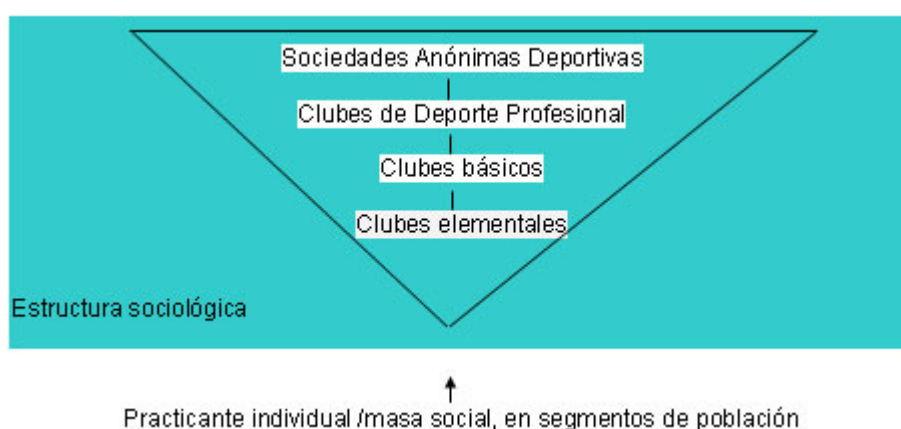 Sociedades Anónimas Deportivas
Clubes de Deporte Profesional
Clubes básicos
Clubes elementales
Estructura sociológica
Practicante individual /masa social, en segmentos de población